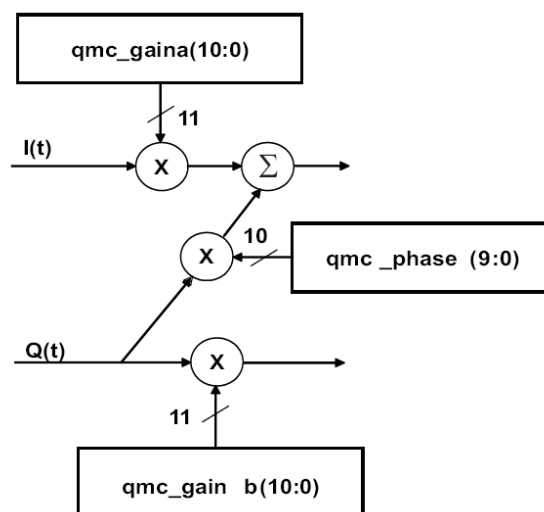 qmc_gaina(10:0)
11
I(t)
X
Σ
10
X
qmc _phase (9:0)
Q(t)
X
11
qmc_gain b(10:0)